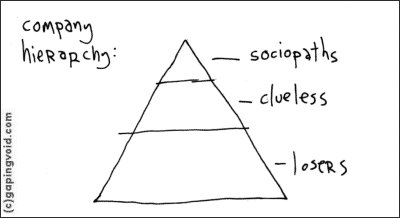 company
hierarchy:
sociopaths
clueless
losers
(c)gapingvoid.com